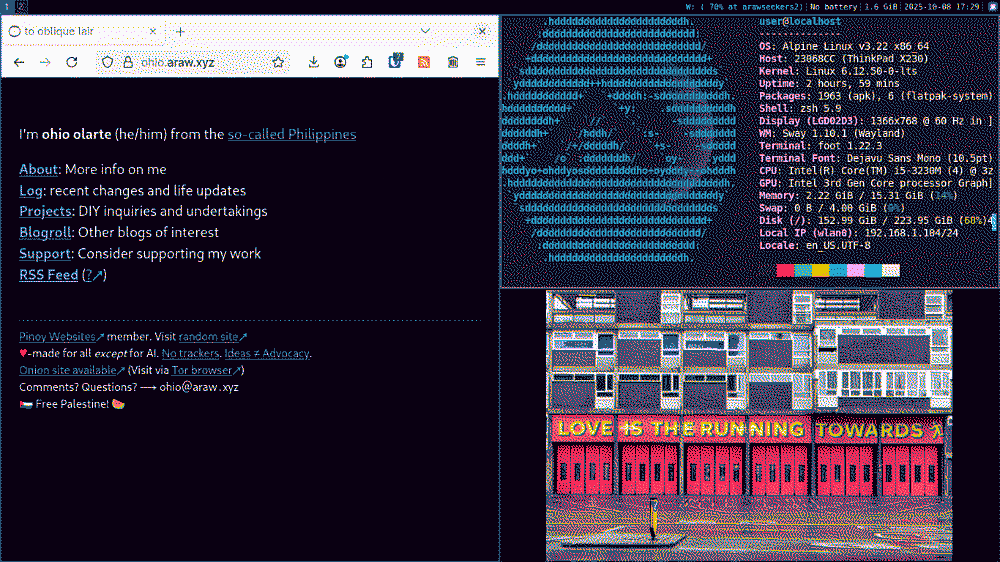 1 2
W: ( 70% at arawseekers2) No battery 1.6 GiB 2025-10-08 17:29
to oblique lair
ohio.araw.xyz
I'm ohio olarte (he/him) from the so-called Philippines
About: More info on me
Log: recent changes and life updates
Projects: DIY inquiries and undertakings
Blogroll: Other blogs of interest
Support: Consider supporting my work
RSS Feed (?↗)
Pinoy Websites↗ member. Visit random site↗
♥-made for all except for AI. No trackers. Ideas ≠ Advocacy.
Onion site available↗ (Visit via Tor browser↗)
Comments? Questions? ⟶ ohio@araw.xyz
🇵🇸 Free Palestine! 🍉
user@localhost
--------------
OS: Alpine Linux v3.22 x86_64
Host: 23068CC (ThinkPad X230)
Kernel: Linux 6.12.50-0-lts
Uptime: 2 hours, 59 mins
Packages: 1963 (apk), 6 (flatpak-system)
Shell: zsh 5.9
Display (LGD02D3): 1366x768 @ 60 Hz in ]
WM: Sway 1.10.1 (Wayland)
Terminal: foot 1.22.3
Terminal Font: Dejavu Sans Mono (10.5pt)
CPU: Intel(R) Core(TM) i5-3230M (4) @ 3z
GPU: Intel 3rd Gen Core processor Graph]
Memory: 2.22 GiB / 15.31 GiB (14%)
Swap: 0 B / 4.00 GiB (0%)
Disk (/): 152.99 GiB / 223.95 GiB (68%)4
Local IP (wlan0): 192.168.1.104/24
Locale: en_US.UTF-8
LOVE IS THE RUNNING TOWARDS